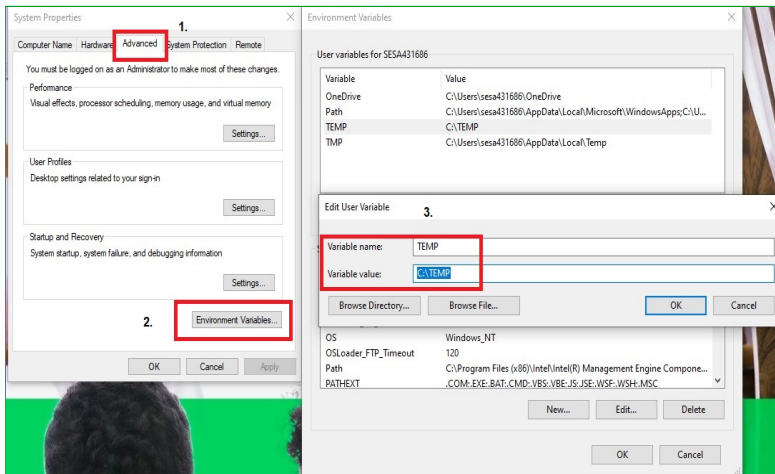 System Properties
1.
Computer Name Hardware Advanced System Protection Remote
You must be logged on as an Administrator to make most of these changes.
Performance
Visual effects, processor scheduling, memory usage, and virtual memory
Settings...
User Profiles
Desktop settings related to your sign-in
Settings...
Startup and Recovery
System startup, system failure, and debugging information
Settings...
2.
Environment Variables...
OK Cancel Apply
Environment Variables
User variables for SESA431686
Variable Value
OneDrive C:\Users\sesa431686\OneDrive
Path C:\Users\sesa431686\AppData\Local\Microsoft\WindowsApps;C:\U...
TEMP C:\TEMP
TMP C:\Users\sesa431686\AppData\Local\Temp
Edit User Variable
3.
Variable name: TEMP
Variable value: C:\TEMP
Browse Directory... Browse File... OK Cancel
OS Windows_NT
OSLoader_FTP_Timeout 120
Path C:\Program Files (x86)\Intel\Intel(R) Management Engine Compone...
PATHEXT .COM;.EXE;.BAT;.CMD;.VBS;.VBE;.JS;.JSE;.WSF;.WSH;.MSC
New... Edit... Delete
OK Cancel